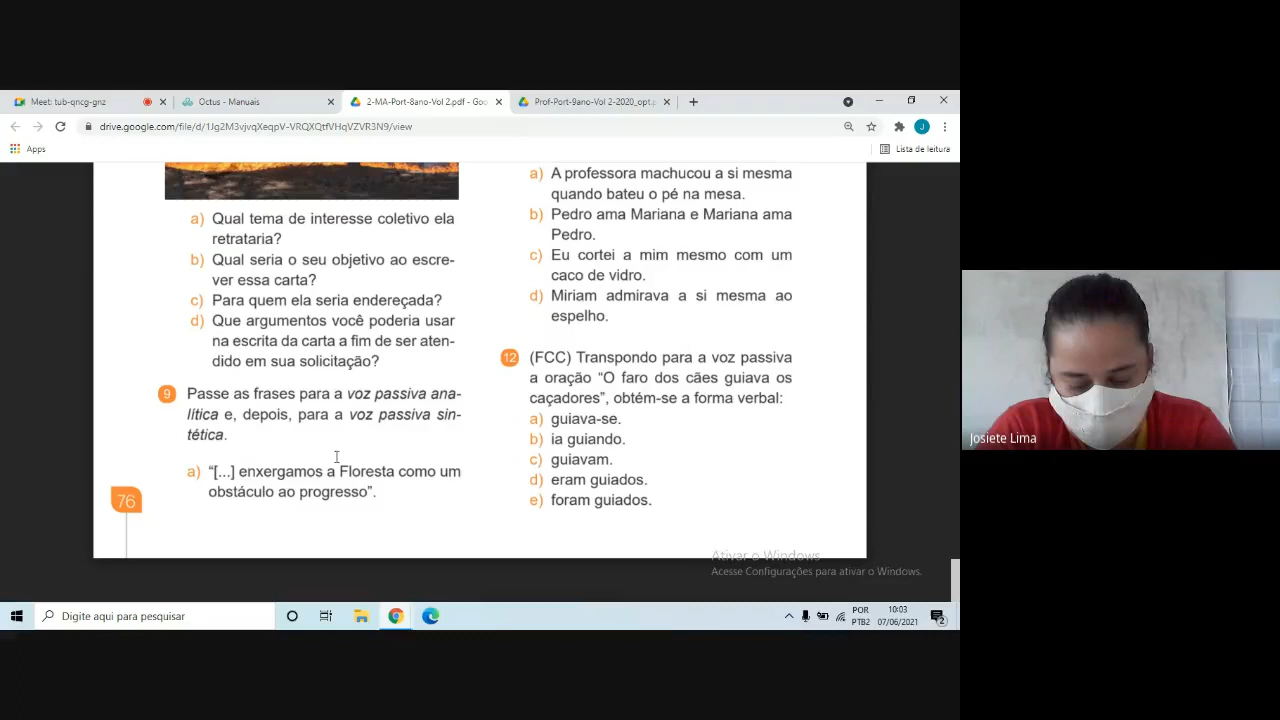 Meet: tub-qncg-gnz
Octus - Manuais
2-MA-Port-8ano-Vol 2.pdf - Goo
Prof-Port-9ano-Vol 2-2020_opt.p
drive.google.com/file/d/1Jg2M3vjvqXeqpV-VRQXQtfVHqVZVR3N9/view
J
Apps
Lista de leitura
a) Qual tema de interesse coletivo ela
retrataria?
b) Qual seria o seu objetivo ao escre-
ver essa carta?
c) Para quem ela seria endereçada?
d) Que argumentos você poderia usar
na escrita da carta a fim de ser aten-
dido em sua solicitação?
9 Passe as frases para a voz passiva ana-
lítica e, depois, para a voz passiva sin-
tética.
a) “[...] enxergamos a Floresta como um
obstáculo ao progresso”.
76
a) A professora machucou a si mesma
quando bateu o pé na mesa.
b) Pedro ama Mariana e Mariana ama
Pedro.
c) Eu cortei a mim mesmo com um
caco de vidro.
d) Miriam admirava a si mesma ao
espelho.
12 (FCC) Transpondo para a voz passiva
a oração “O faro dos cães guiava os
caçadores”, obtém-se a forma verbal:
a) guiava-se.
b) ia guiando.
c) guiavam.
d) eram guiados.
e) foram guiados.
Ativar o Windows
Acesse Configurações para ativar o Windows.
Josiete Lima
Digite aqui para pesquisar
POR
PTB2
10:03
07/06/2021
2